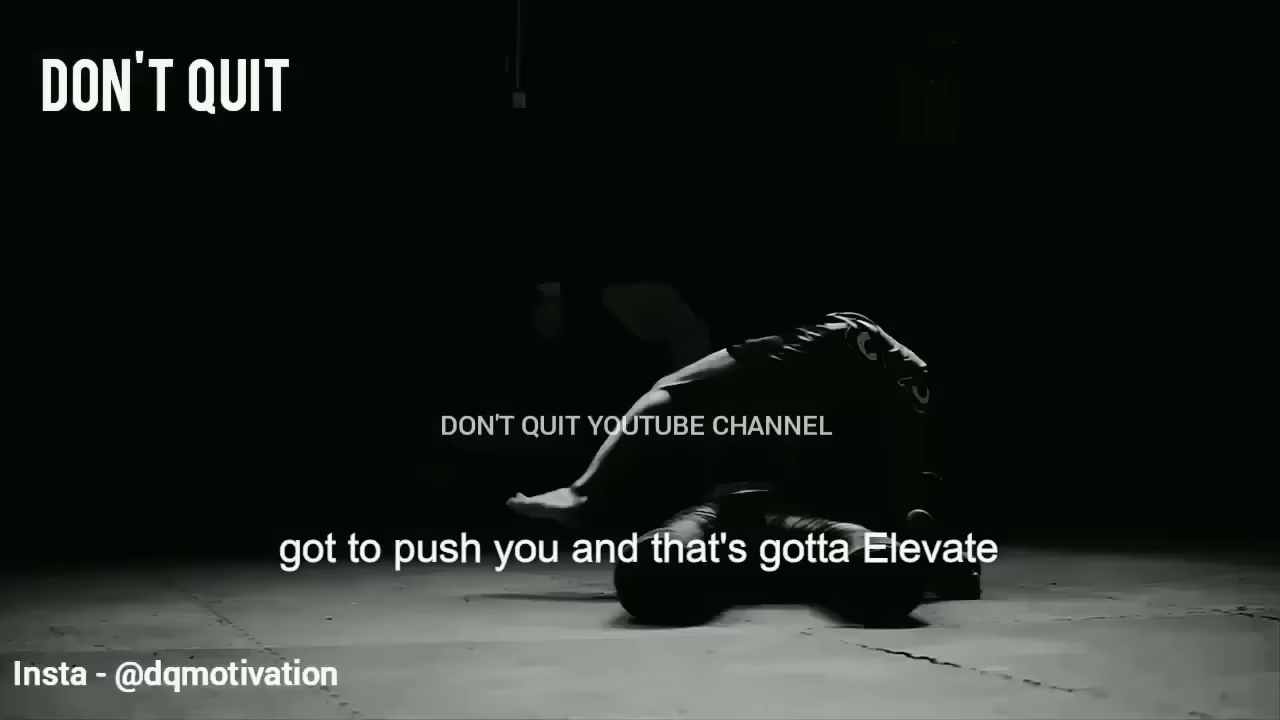 DON'T QUIT
DON'T QUIT YOUTUBE CHANNEL
got to push you and that's gotta Elevate
Insta - @dqmotivation